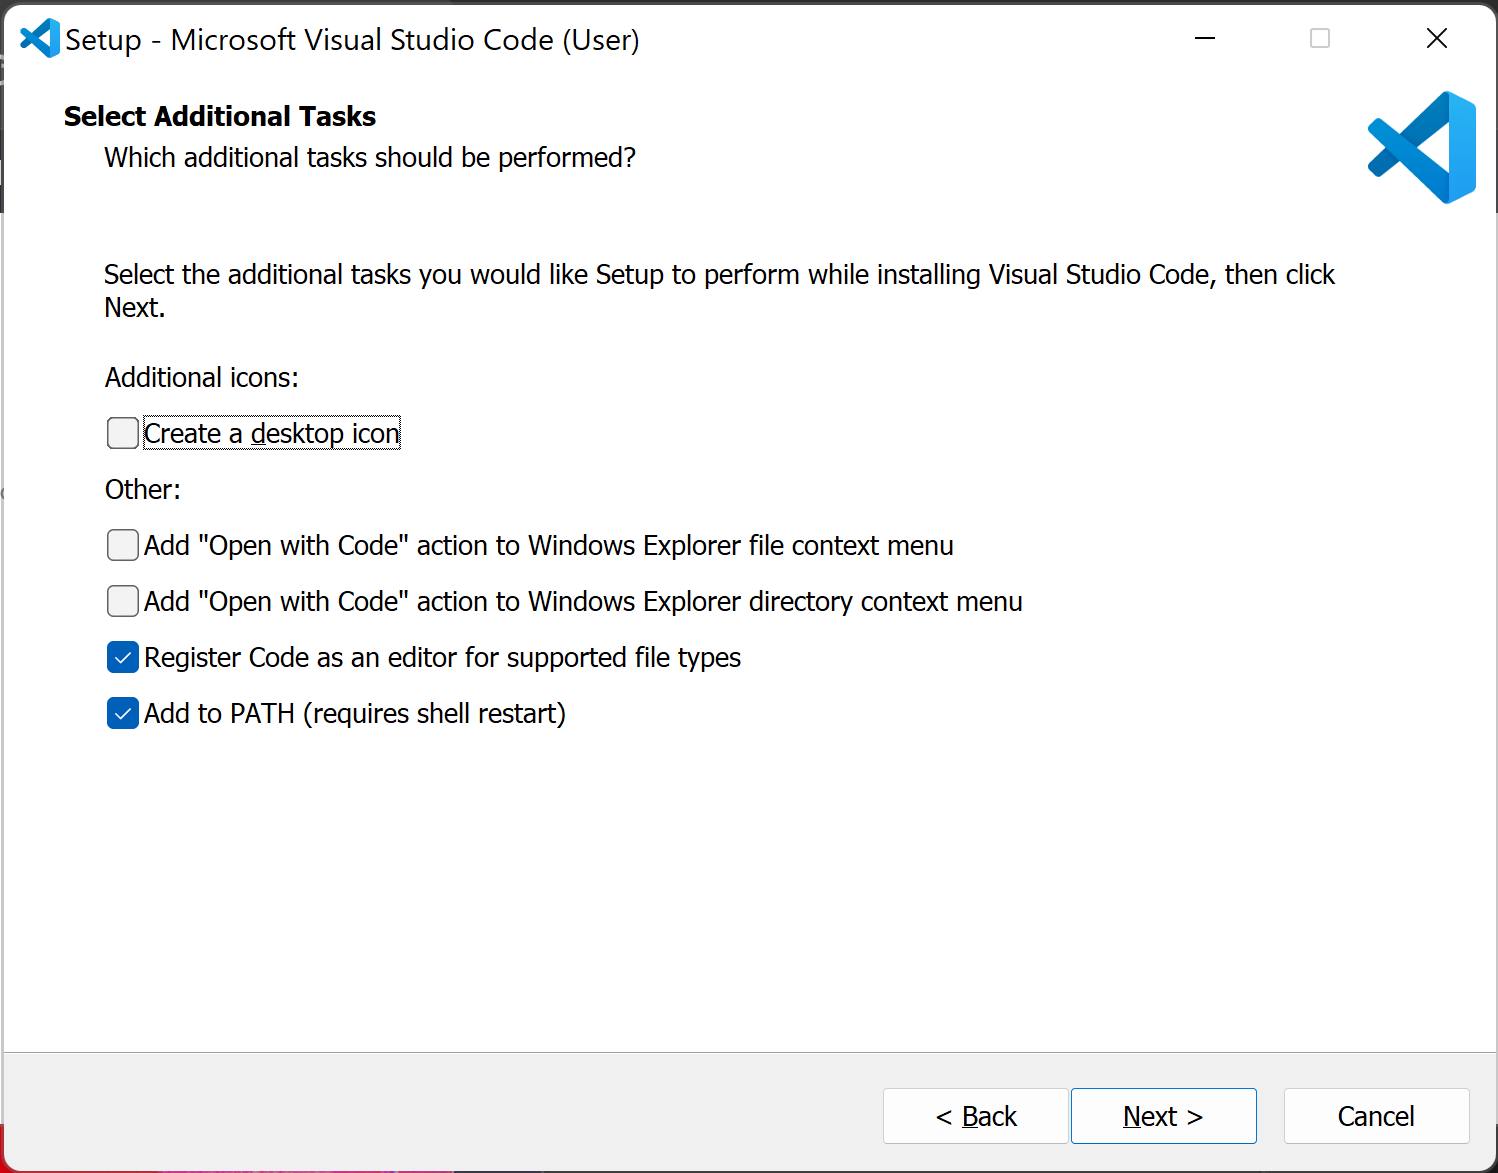 Setup - Microsoft Visual Studio Code (User)
Select Additional Tasks
Which additional tasks should be performed?
Select the additional tasks you would like Setup to perform while installing Visual Studio Code, then click
Next.
Additional icons:
Create a desktop icon
Other:
Add "Open with Code" action to Windows Explorer file context menu
Add "Open with Code" action to Windows Explorer directory context menu
Register Code as an editor for supported file types
Add to PATH (requires shell restart)
< Back
Next >
Cancel